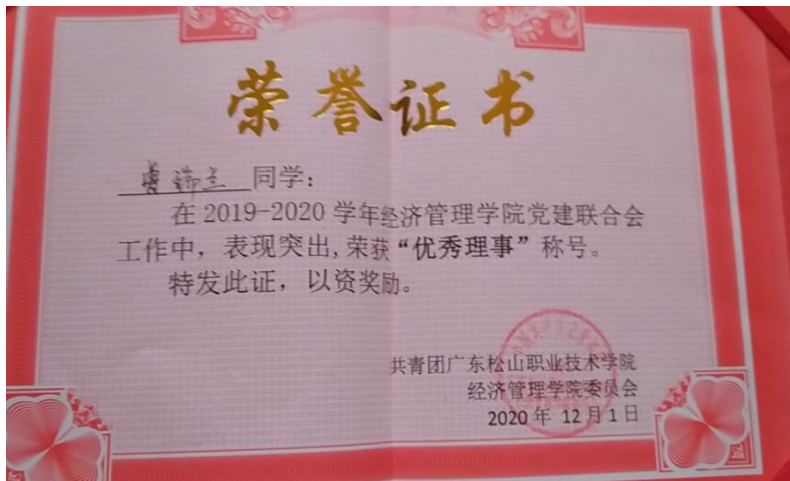 荣誉证书
同学：
在 2019-2020 学年经济管理学院党建联合会
工作中，表现突出,荣获“优秀理事”称号。
特发此证，以资奖励。
共青团广东松山职业技术学院
经济管理学院委员会
2020 年 12 月 1 日